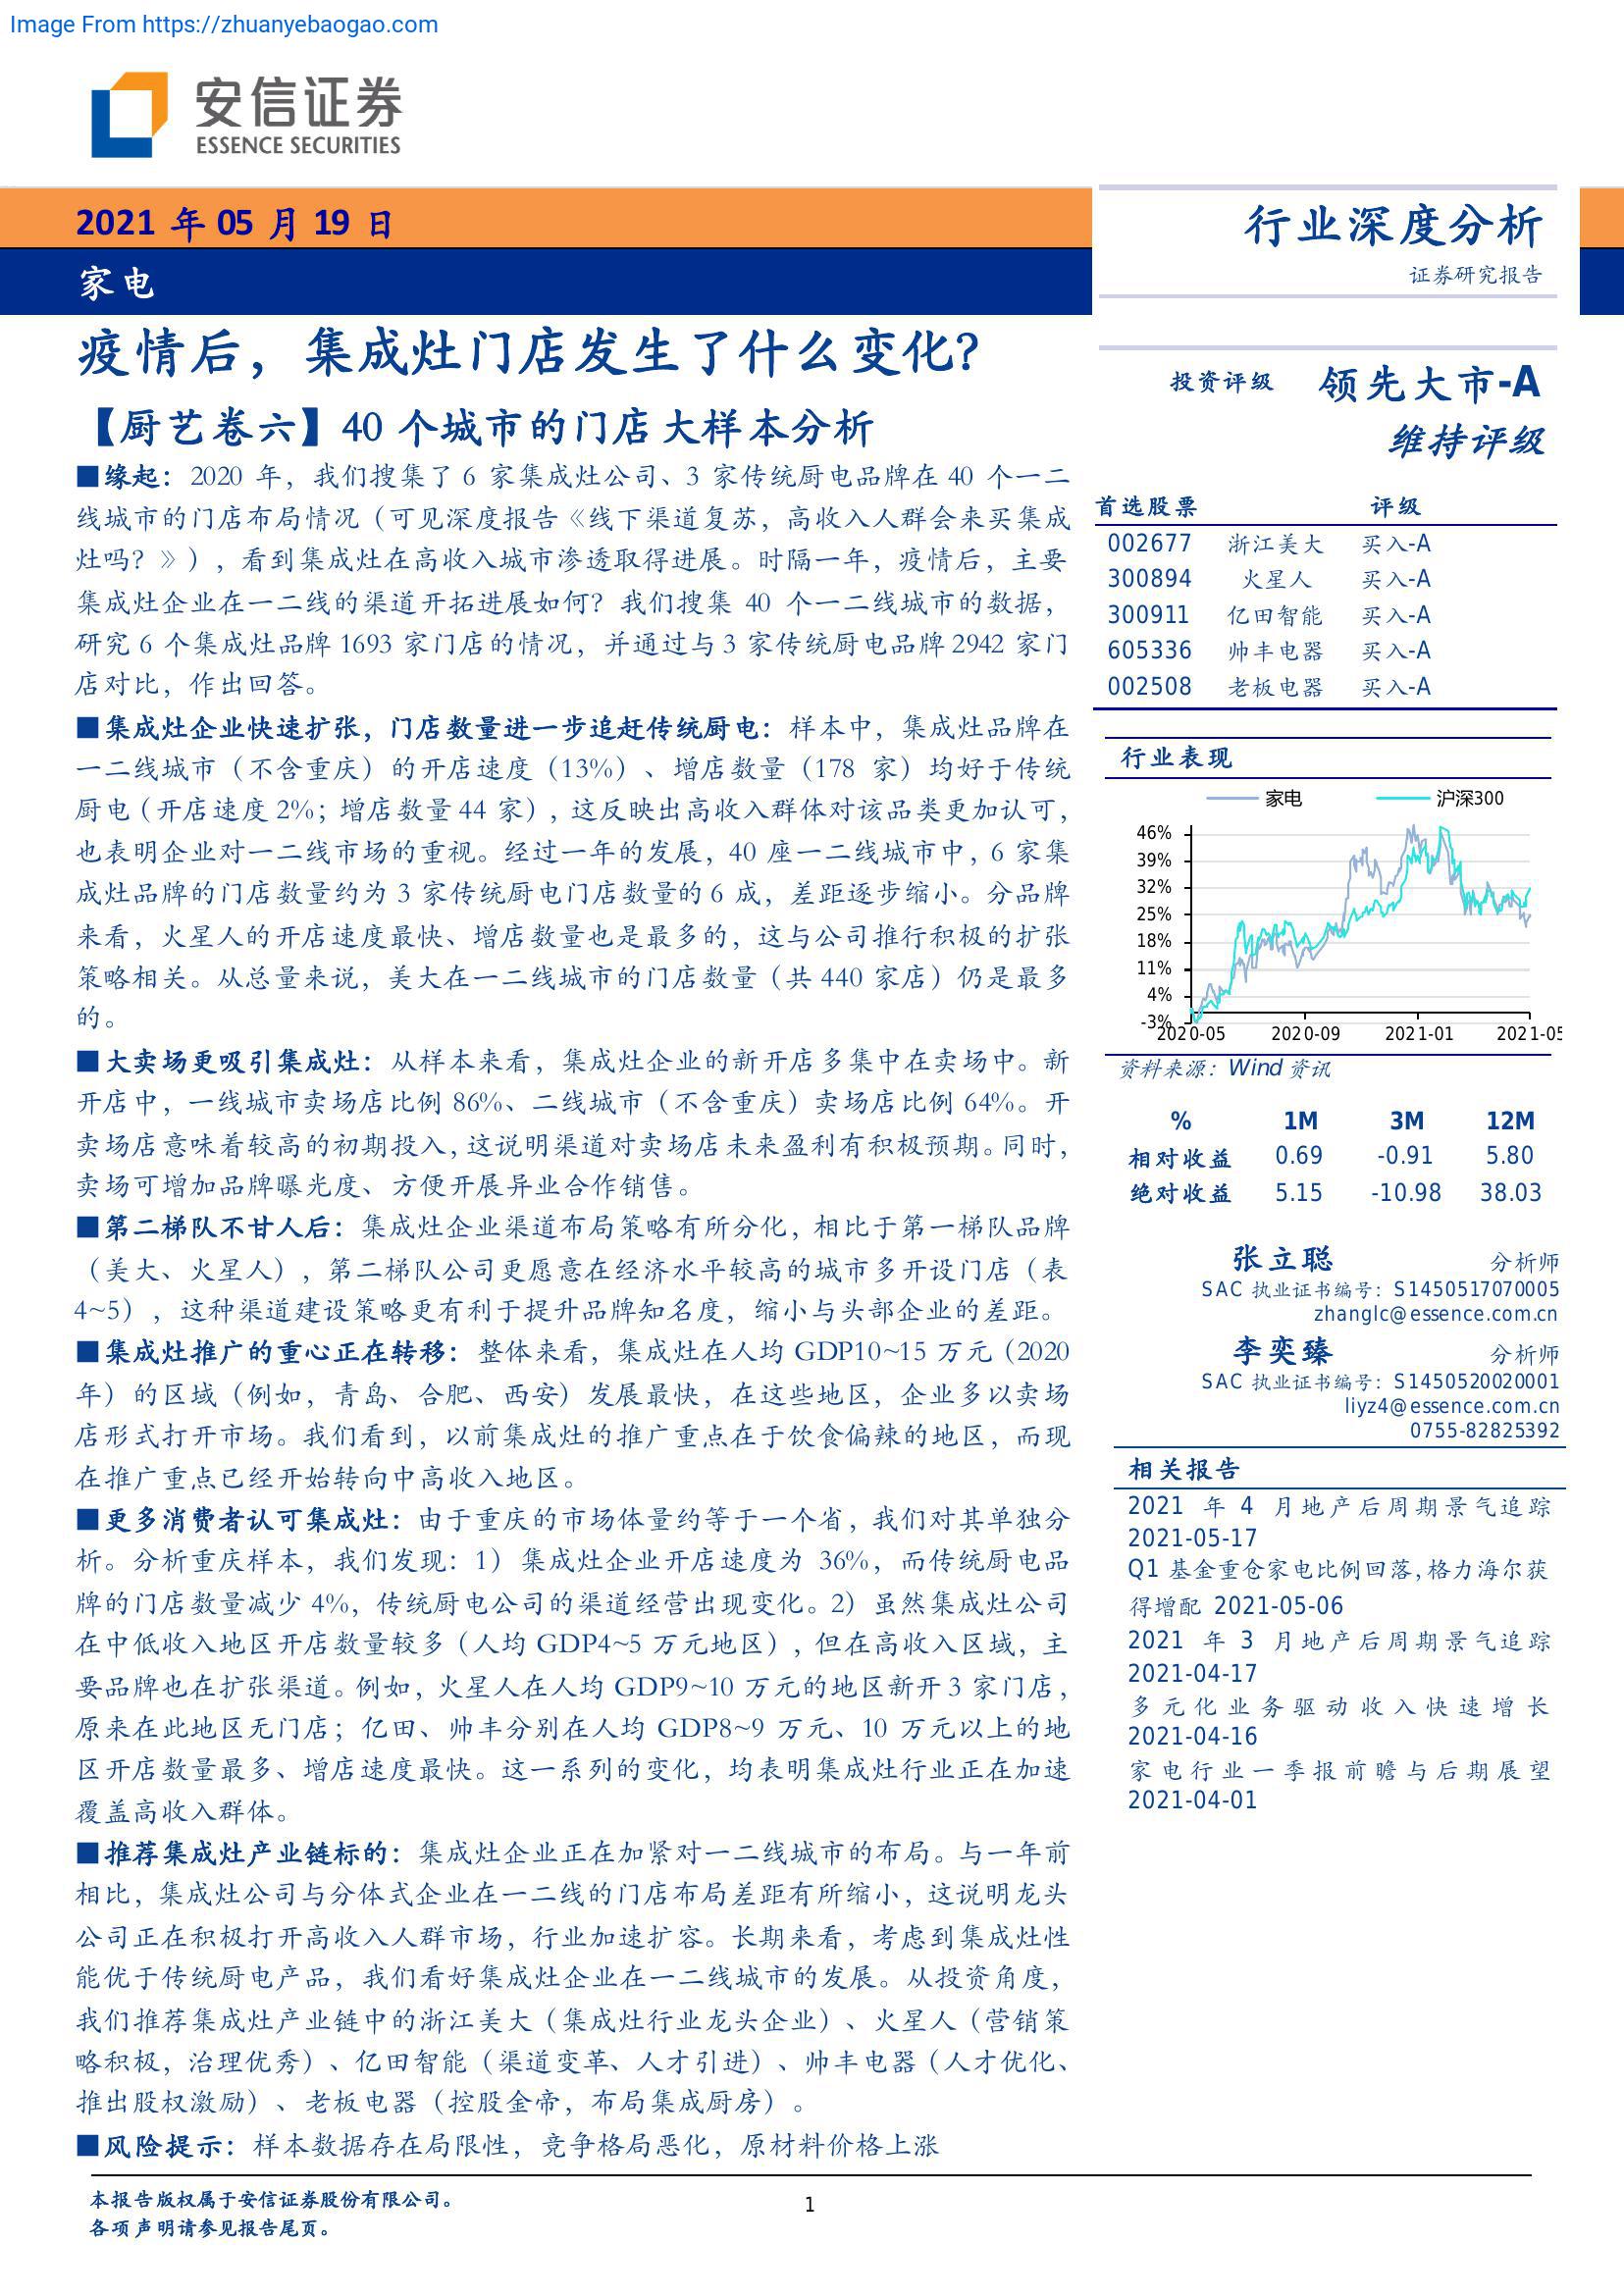 Image From https://zhuanyebaogao.com
安信证券
ESSENCE SECURITIES
2021 年 05 月 19 日
家电
疫情后，集成灶门店发生了什么变化？
【厨艺卷六】40 个城市的门店大样本分析
■缘起：2020 年，我们搜集了 6 家集成灶公司、3 家传统厨电品牌在 40 个一二
线城市的门店布局情况（可见深度报告《线下渠道复苏，高收入人群会来买集成
灶吗？》），看到集成灶在高收入城市渗透取得进展。时隔一年，疫情后，主要
集成灶企业在一二线的渠道开拓进展如何？我们搜集 40 个一二线城市的数据，
研究 6 个集成灶品牌 1693 家门店的情况，并通过与 3 家传统厨电品牌 2942 家门
店对比，作出回答。
■集成灶企业快速扩张，门店数量进一步追赶传统厨电：样本中，集成灶品牌在
一二线城市（不含重庆）的开店速度（13%）、增店数量（178 家）均好于传统
厨电（开店速度 2%；增店数量 44 家），这反映出高收入群体对该品类更加认可，
也表明企业对一二线市场的重视。经过一年的发展，40 座一二线城市中，6 家集
成灶品牌的门店数量约为 3 家传统厨电门店数量的 6 成，差距逐步缩小。分品牌
来看，火星人的开店速度最快、增店数量也是最多的，这与公司推行积极的扩张
策略相关。从总量来说，美大在一二线城市的门店数量（共 440 家店）仍是最多
的。
■大卖场更吸引集成灶：从样本来看，集成灶企业的新开店多集中在卖场中。新
开店中，一线城市卖场店比例 86%、二线城市（不含重庆）卖场店比例 64%。开
卖场店意味着较高的初期投入，这说明渠道对卖场店未来盈利有积极预期。同时，
卖场可增加品牌曝光度、方便开展异业合作销售。
■第二梯队不甘人后：集成灶企业渠道布局策略有所分化，相比于第一梯队品牌
（美大、火星人），第二梯队公司更愿意在经济水平较高的城市多开设门店（表
4~5），这种渠道建设策略更有利于提升品牌知名度，缩小与头部企业的差距。
■集成灶推广的重心正在转移：整体来看，集成灶在人均 GDP10~15 万元（2020
年）的区域（例如，青岛、合肥、西安）发展最快，在这些地区，企业多以卖场
店形式打开市场。我们看到，以前集成灶的推广重点在于饮食偏辣的地区，而现
在推广重点已经开始转向中高收入地区。
■更多消费者认可集成灶：由于重庆的市场体量约等于一个省，我们对其单独分
析。分析重庆样本，我们发现：1）集成灶企业开店速度为 36%，而传统厨电品
牌的门店数量减少 4%，传统厨电公司的渠道经营出现变化。2）虽然集成灶公司
在中低收入地区开店数量较多（人均 GDP4~5 万元地区），但在高收入区域，主
要品牌也在扩张渠道。例如，火星人在人均 GDP9~10 万元的地区新开 3 家门店，
原来在此地区无门店；亿田、帅丰分别在人均 GDP8~9 万元、10 万元以上的地
区开店数量最多、增店速度最快。这一系列的变化，均表明集成灶行业正在加速
覆盖高收入群体。
■推荐集成灶产业链标的：集成灶企业正在加紧对一二线城市的布局。与一年前
相比，集成灶公司与分体式企业在一二线的门店布局差距有所缩小，这说明龙头
公司正在积极打开高收入人群市场，行业加速扩容。长期来看，考虑到集成灶性
能优于传统厨电产品，我们看好集成灶企业在一二线城市的发展。从投资角度，
我们推荐集成灶产业链中的浙江美大（集成灶行业龙头企业）、火星人（营销策
略积极，治理优秀）、亿田智能（渠道变革、人才引进）、帅丰电器（人才优化、
推出股权激励）、老板电器（控股金帝，布局集成厨房）。
■风险提示：样本数据存在局限性，竞争格局恶化，原材料价格上涨
行业深度分析
证券研究报告
投资评级 领先大市-A
维持评级
首选股票 评级
002677 浙江美大 买入-A
300894 火星人 买入-A
300911 亿田智能 买入-A
605336 帅丰电器 买入-A
002508 老板电器 买入-A
行业表现
家电 沪深300
46%
39%
32%
25%
18%
11%
4%
-3%
2020-05 2020-09 2021-01 2021-05
资料来源：Wind 资讯
% 1M 3M 12M
相对收益 0.69 -0.91 5.80
绝对收益 5.15 -10.98 38.03
张立聪 分析师
SAC 执业证书编号：S1450517070005
zhanglc@essence.com.cn
李奕臻 分析师
SAC 执业证书编号：S1450520020001
liyz4@essence.com.cn
0755-82825392
相关报告
2021 年 4 月地产后周期景气追踪
2021-05-17
Q1 基金重仓家电比例回落，格力海尔获
得增配 2021-05-06
2021 年 3 月地产后周期景气追踪
2021-04-17
多元化业务驱动收入快速增长
2021-04-16
家电行业一季报前瞻与后期展望
2021-04-01
本报告版权属于安信证券股份有限公司。
各项声明请参见报告尾页。
1